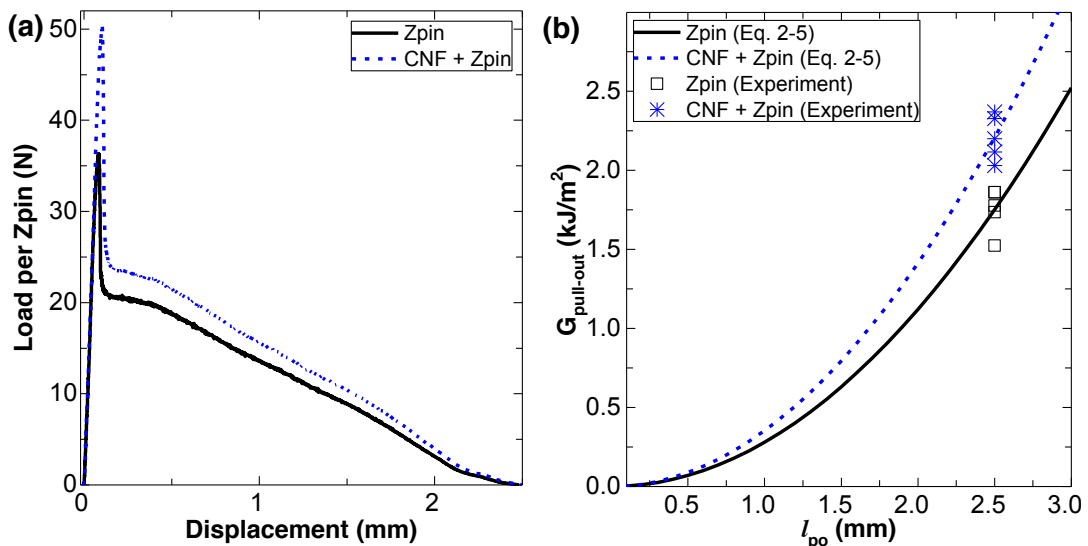 (a)
Zpin
CNF + Zpin
Load per Zpin (N)
50
40
30
20
10
0
0
1
2
Displacement (mm)
(b)
Zpin (Eq. 2-5)
CNF + Zpin (Eq. 2-5)
Zpin (Experiment)
CNF + Zpin (Experiment)
G_pull-out (kJ/m²)
2.5
2.0
1.5
1.0
0.5
0.0
0.5
1.0
1.5
2.0
2.5
3.0
l_po (mm)